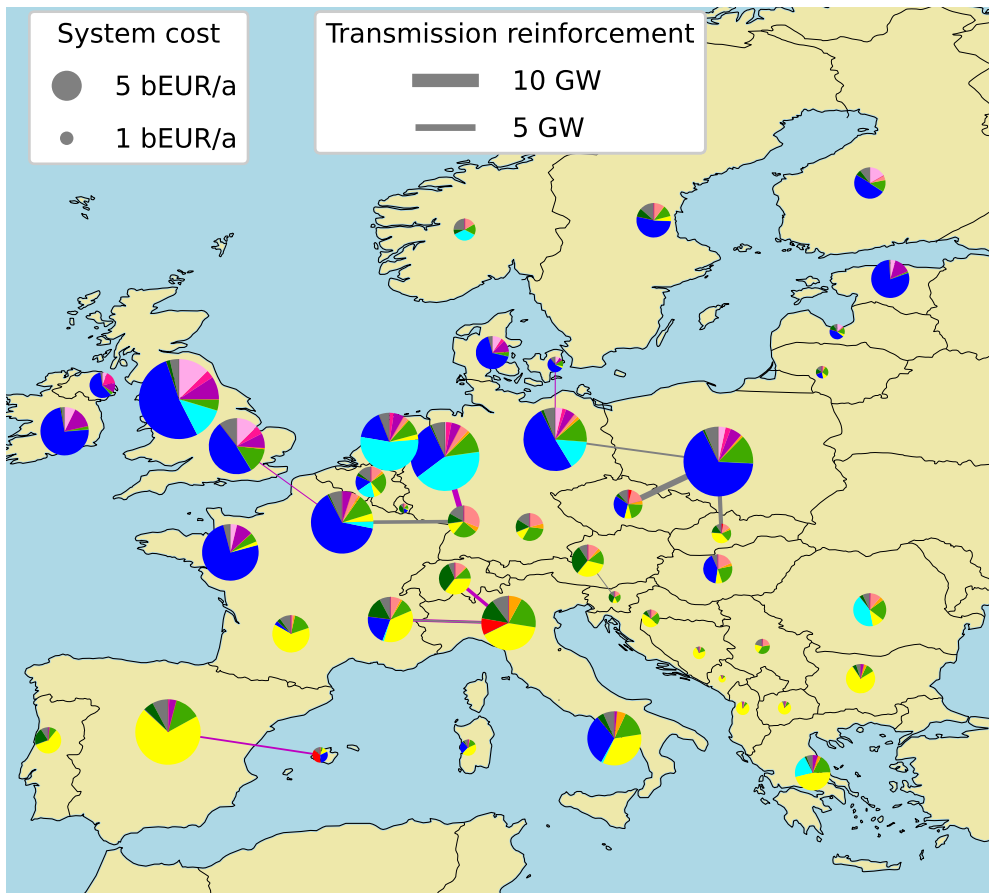 System cost
5 bEUR/a
1 bEUR/a
Transmission reinforcement
10 GW
5 GW